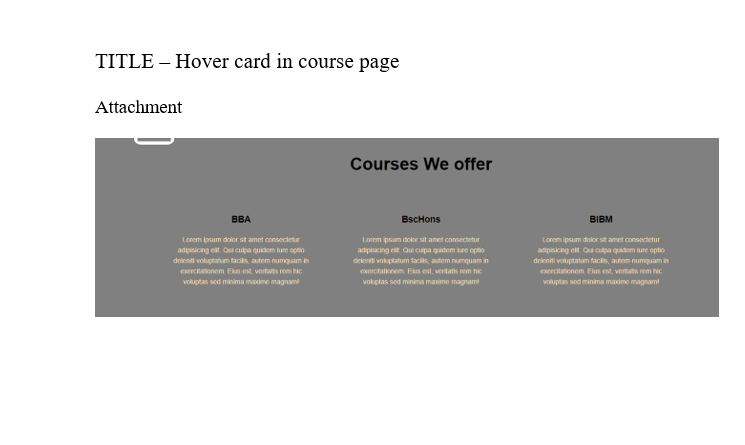 TITLE – Hover card in course page
Attachment
Courses We offer
BBA
Lorem ipsum dolor sit amet consectetur
adipisicing elit. Qui culpa quidem iure optio
deleniti voluptatum facilis, autem numquam in
exercitationem. Eius est, veritatis rem hic
voluptas sed minima maxime magnam!
BscHons
Lorem ipsum dolor sit amet consectetur
adipisicing elit. Qui culpa quidem iure optio
deleniti voluptatum facilis, autem numquam in
exercitationem. Eius est, veritatis rem hic
voluptas sed minima maxime magnam!
BIBM
Lorem ipsum dolor sit amet consectetur
adipisicing elit. Qui culpa quidem iure optio
deleniti voluptatum facilis, autem numquam in
exercitationem. Eius est, veritatis rem hic
voluptas sed minima maxime magnam!